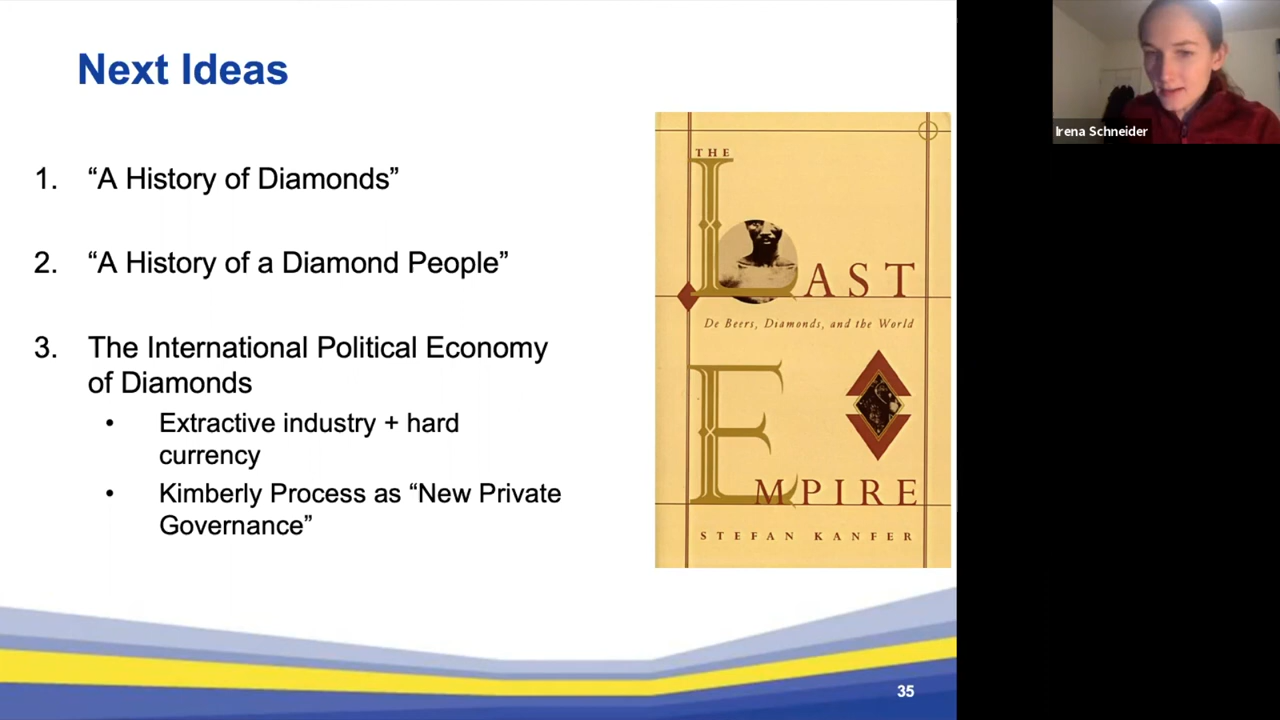 Next Ideas
1. “A History of Diamonds”
2. “A History of a Diamond People”
3. The International Political Economy
of Diamonds
• Extractive industry + hard
currency
• Kimberly Process as “New Private
Governance”
THE
LAST
De Beers, Diamonds, and the World
EMPIRE
STEFAN KANFER
35
Irena Schneider